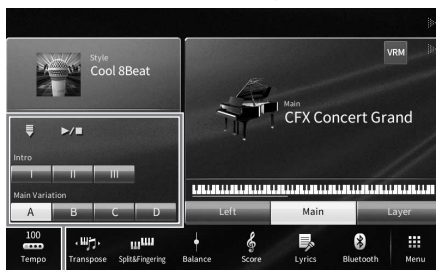 Style
Cool 8Beat
VRM
Main
CFX Concert Grand
Intro
I II III
Main Variation
A B C D
Left Main Layer
100
Tempo Transpose Split&Fingering Balance Score Lyrics Bluetooth Menu